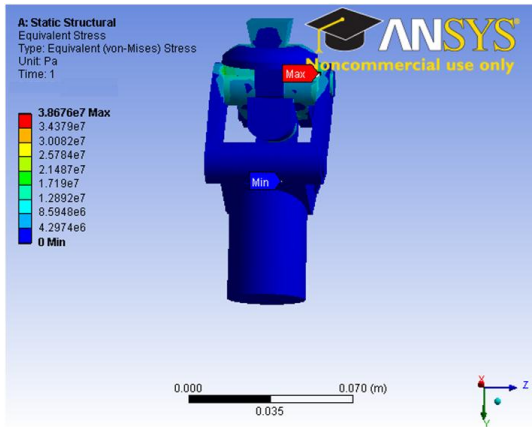 A: Static Structural
Equivalent Stress
Type: Equivalent (von-Mises) Stress
Unit: Pa
Time: 1
ANSYS
Noncommercial use only
3.8676e7 Max
3.4379e7
3.0082e7
2.5784e7
2.1487e7
1.719e7
1.2892e7
8.5948e6
4.2974e6
0 Min
Max
Min
0.000
0.070 (m)
0.035
X
Z
Y